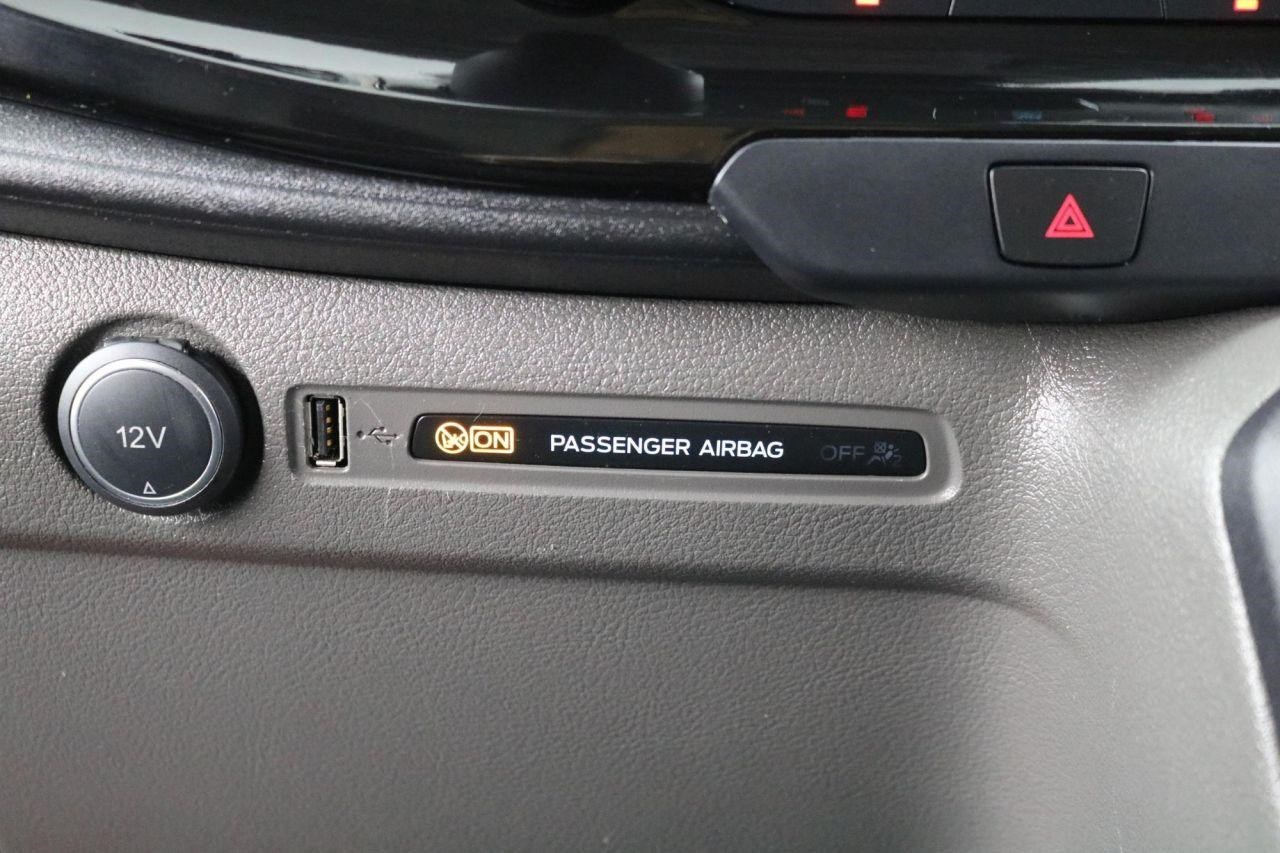 12V
ON PASSENGER AIRBAG OFF